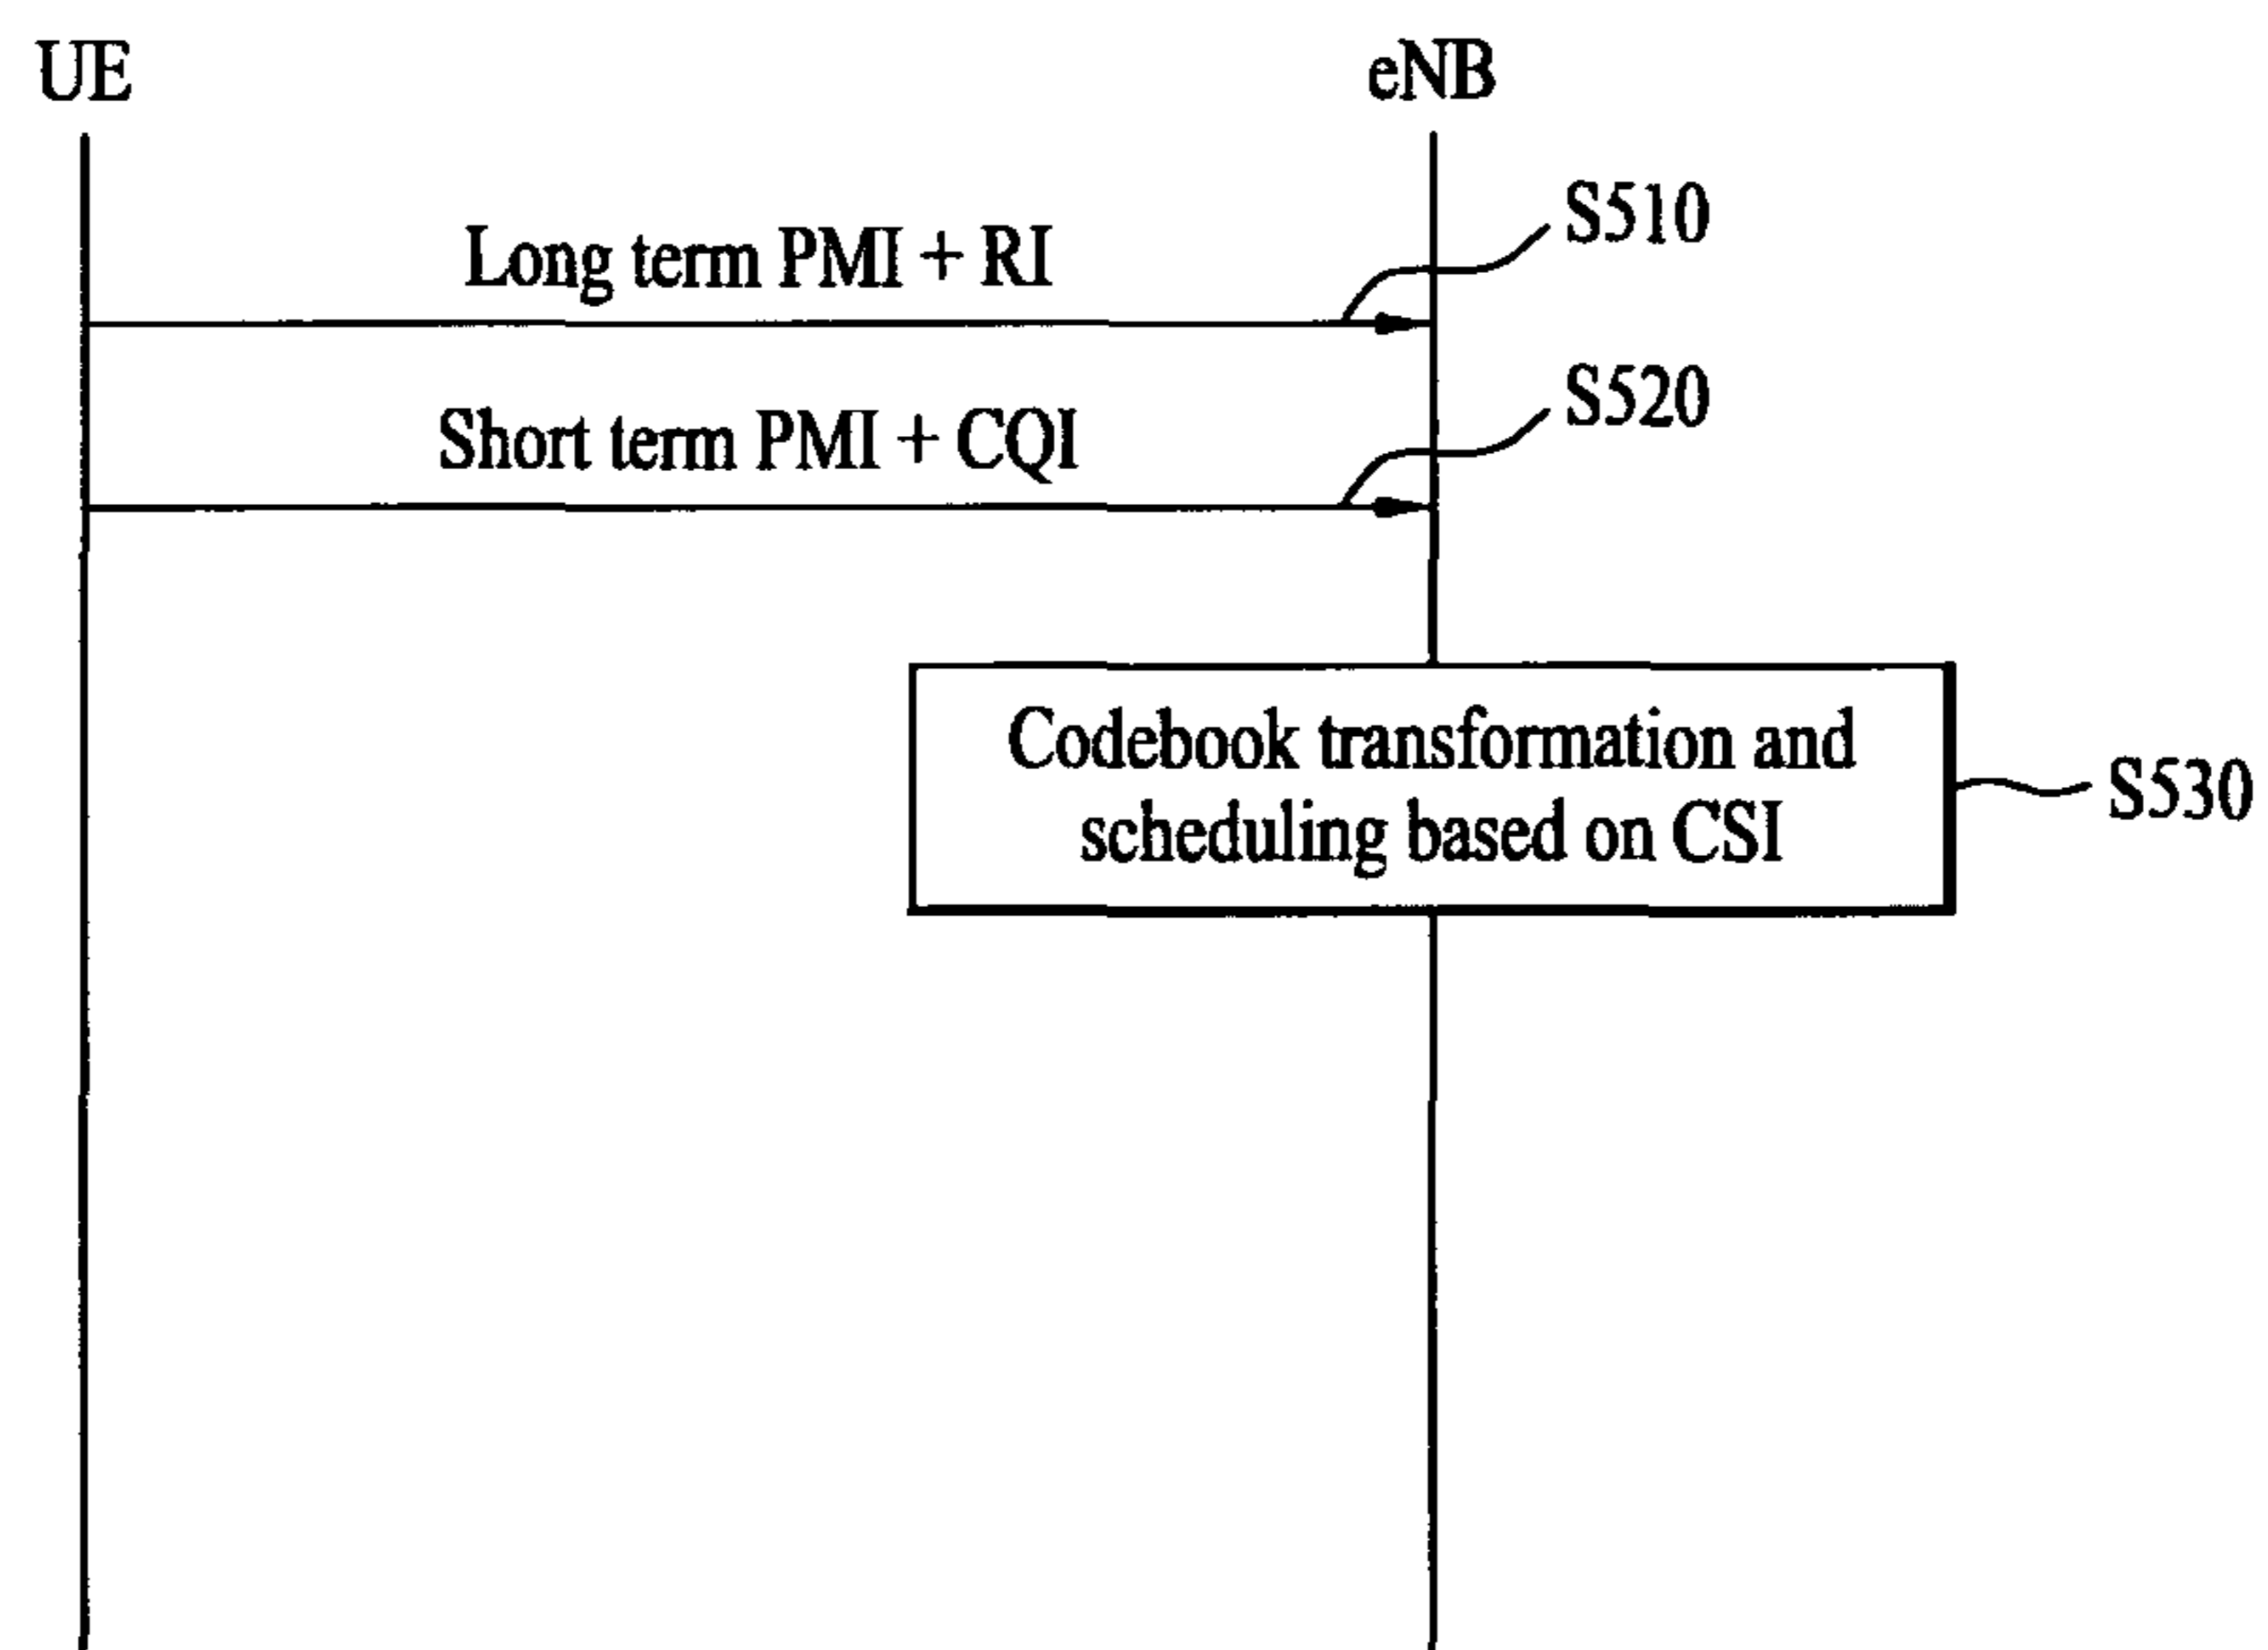 UE
eNB
Long term PMI + RI
S510
Short term PMI + CQI
S520
Codebook transformation and
scheduling based on CSI
S530